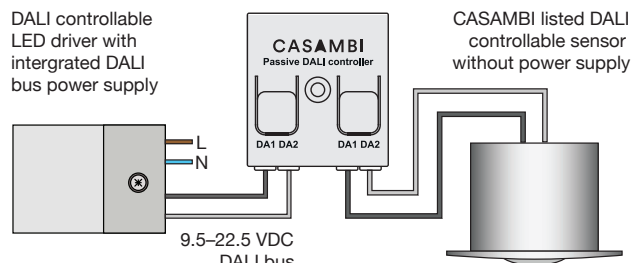 DALI controllable
LED driver with
intergrated DALI
bus power supply
CASAMBI
Passive DALI controller
DA1 DA2
DA1 DA2
CASAMBI listed DALI
controllable sensor
without power supply
L
N
9.5–22.5 VDC
DALI bus